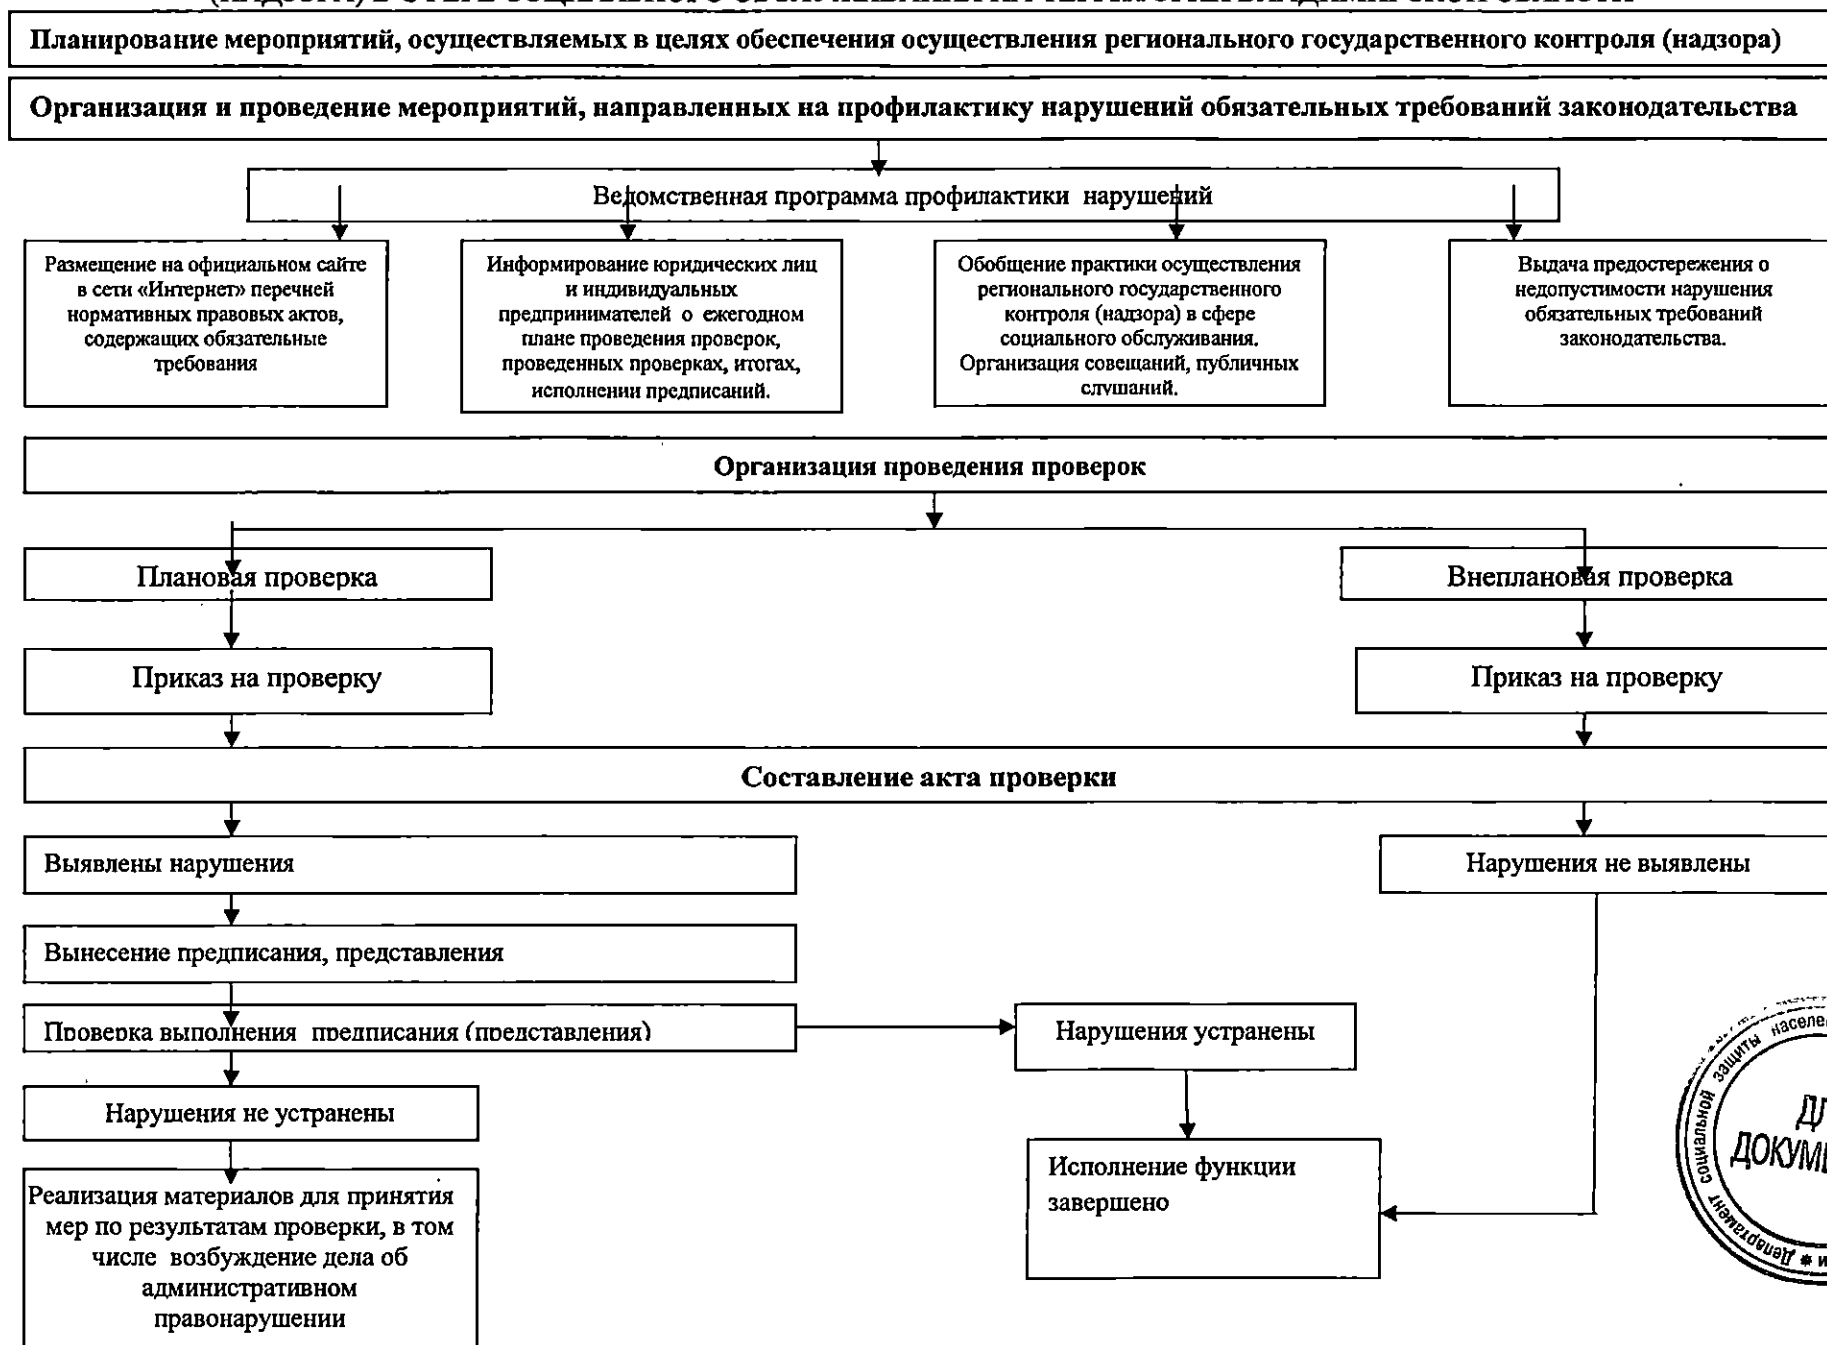 Планирование мероприятий, осуществляемых в целях обеспечения осуществления регионального государственного контроля (надзора)
Организация и проведение мероприятий, направленных на профилактику нарушений обязательных требований законодательства
Ведомственная программа профилактики нарушений
Размещение на официальном сайте
в сети «Интернет» перечней
нормативных правовых актов,
содержащих обязательные
требования
Информирование юридических лиц
и индивидуальных
предпринимателей о ежегодном
плане проведения проверок,
проведенных проверках, итогах,
исполнении предписаний.
Обобщение практики осуществления
регионального государственного
контроля (надзора) в сфере
социального обслуживания.
Организация совещаний, публичных
слушаний.
Выдача предостережения о
недопустимости нарушения
обязательных требований
законодательства.
Организация проведения проверок
Плановая проверка
Внеплановая проверка
Приказ на проверку
Приказ на проверку
Составление акта проверки
Выявлены нарушения
Нарушения не выявлены
Вынесение предписания, представления
Проверка выполнения предписания (представления)
Нарушения устранены
Нарушения не устранены
Исполнение функции
завершено
Реализация материалов для принятия
мер по результатам проверки, в том
числе возбуждение дела об
административном
правонарушении
Департамент социальной защиты